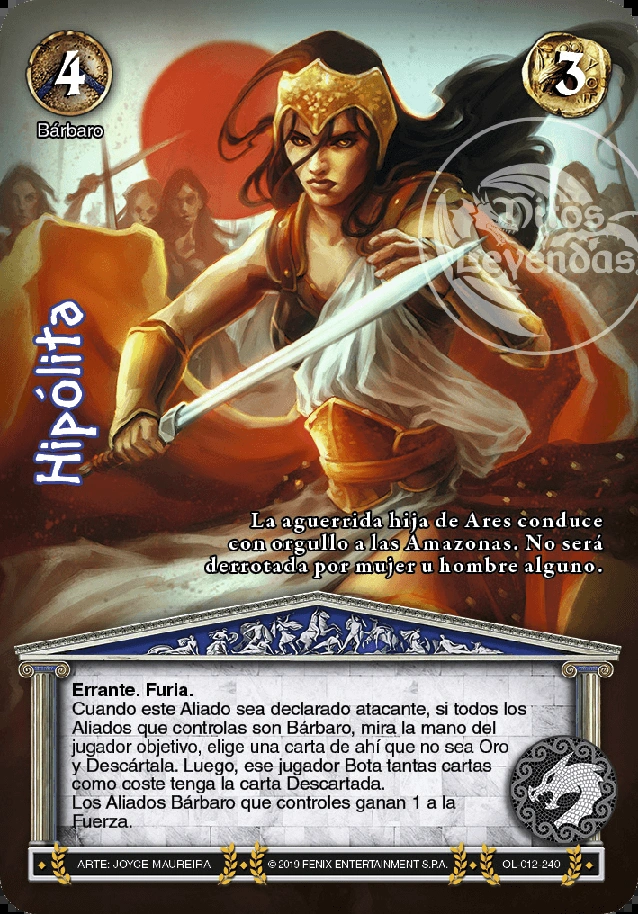 4
3
Bárbaro
Mitos
Leyendas
Hipólita
La aguerrida hija de Ares conduce
con orgullo a las Amazonas. No será
derrotada por mujer u hombre alguno.
Errante. Furia.
Cuando este Aliado sea declarado atacante, si todos los
Aliados que controlas son Bárbaro, mira la mano del
jugador objetivo, elige una carta de ahí que no sea Oro
y Descártala. Luego, ese jugador Bota tantas cartas
como coste tenga la carta Descartada.
Los Aliados Bárbaro que controles ganan 1 a la
Fuerza.
ARTE: JOYCE MAUREIRA
© 2019 FENIX ENTERTAINMENT S.P.A.
OL-012-240